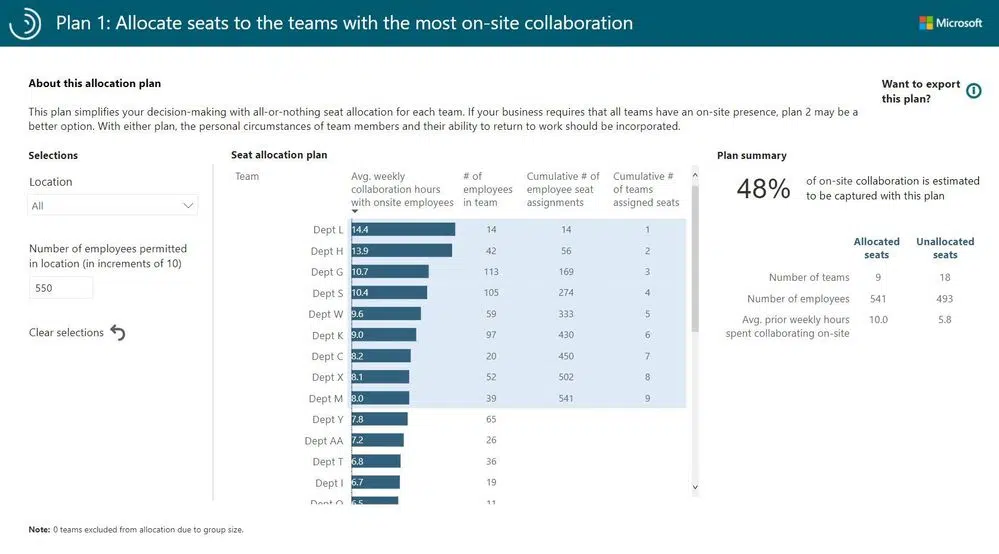 Plan 1: Allocate seats to the teams with the most on-site collaboration
Microsoft
About this allocation plan
Want to export
this plan?
This plan simplifies your decision-making with all-or-nothing seat allocation for each team. If your business requires that all teams have an on-site presence, plan 2 may be a
better option. With either plan, the personal circumstances of team members and their ability to return to work should be incorporated.
Selections
Location
All
Number of employees permitted
in location (in increments of 10)
550
Clear selections
Seat allocation plan
Team
Avg. weekly
collaboration hours
with onsite employees
# of
employees
in team
Cumulative # of
employee seat
assignments
Cumulative #
of teams
assigned seats
Dept L 14.4 14 14 1
Dept H 13.9 42 56 2
Dept G 10.7 113 169 3
Dept S 10.4 105 274 4
Dept W 9.6 59 333 5
Dept K 9.0 97 430 6
Dept C 8.2 20 450 7
Dept X 8.1 52 502 8
Dept M 8.0 39 541 9
Dept Y 7.8 65
Dept AA 7.2 26
Dept T 6.8 36
Dept I 6.7 19
Dept 6.5 11
Plan summary
48%
of on-site collaboration is estimated
to be captured with this plan
Allocated
seats
Unallocated
seats
Number of teams 9 18
Number of employees 541 493
Avg. prior weekly hours
spent collaborating on-site
10.0 5.8
Note: 0 teams excluded from allocation due to group size.